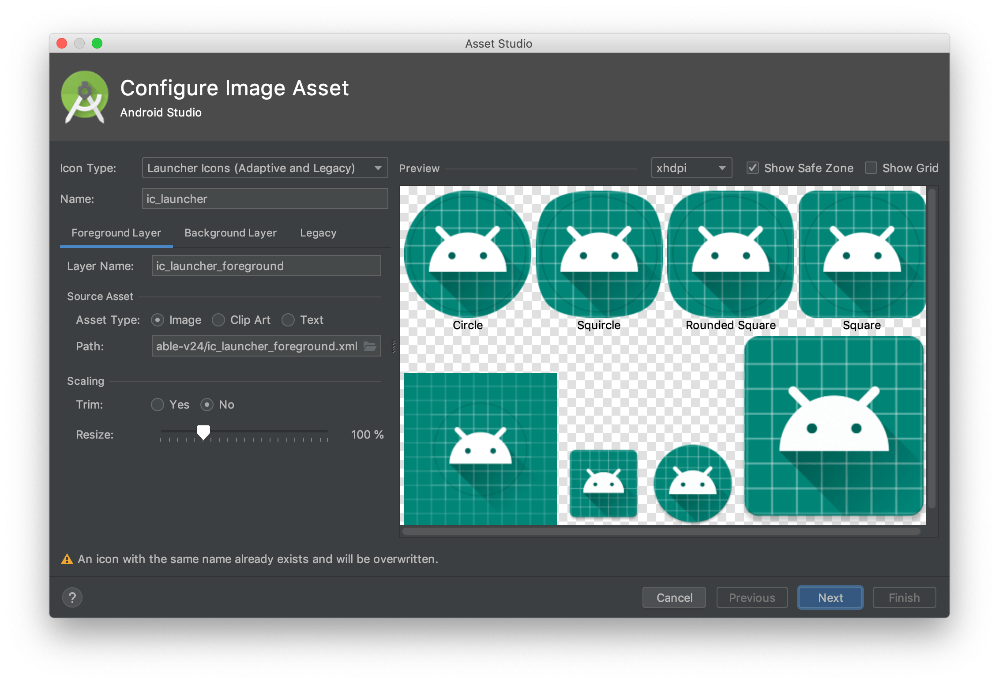 Asset Studio
Configure Image Asset
Android Studio
Icon Type: Launcher Icons (Adaptive and Legacy)
Name: ic_launcher
Foreground Layer Background Layer Legacy
Layer Name: ic_launcher_foreground
Source Asset
Asset Type: Image Clip Art Text
Path: able-v24/ic_launcher_foreground.xml
Scaling
Trim: Yes No
Resize: 100 %
Preview xhdpi Show Safe Zone Show Grid
Circle Squircle Rounded Square Square
An icon with the same name already exists and will be overwritten.
? Cancel Previous Next Finish